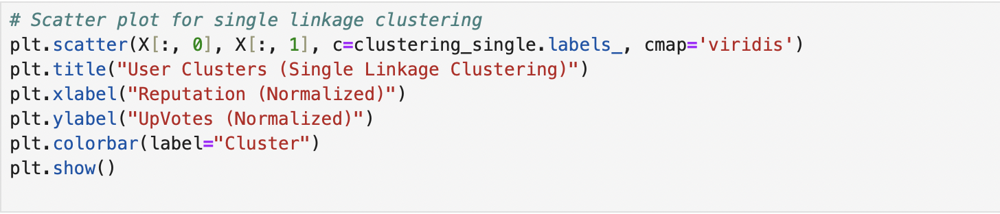 # Scatter plot for single linkage clustering
plt.scatter(X[:, 0], X[:, 1], c=clustering_single.labels_, cmap='viridis')
plt.title("User Clusters (Single Linkage Clustering)")
plt.xlabel("Reputation (Normalized)")
plt.ylabel("UpVotes (Normalized)")
plt.colorbar(label="Cluster")
plt.show()